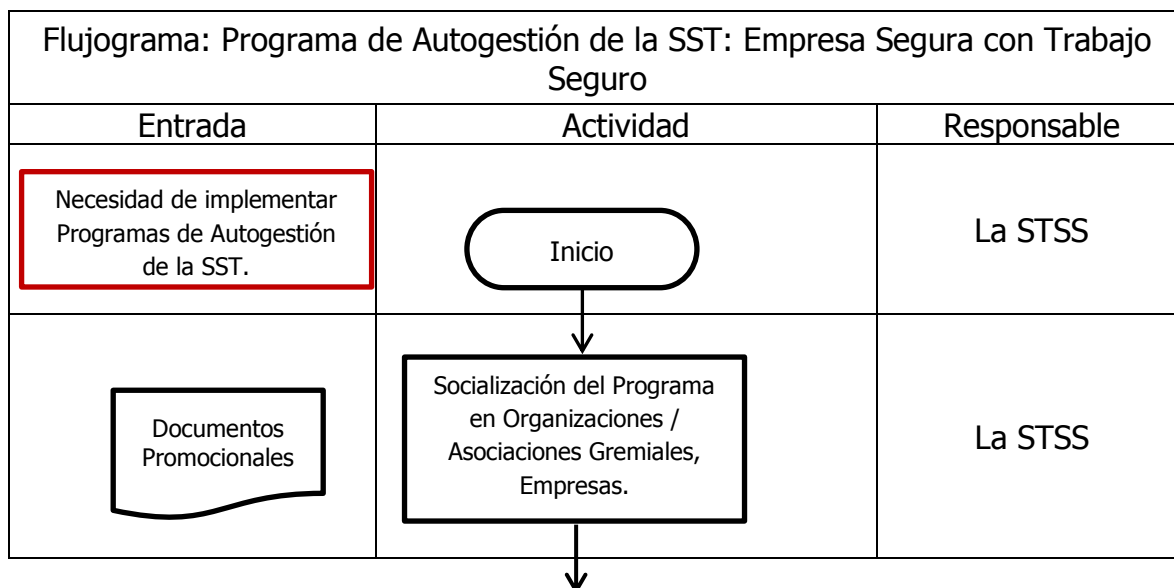 Flujograma: Programa de Autogestión de la SST: Empresa Segura con Trabajo
Seguro
Entrada
Actividad
Responsable
Necesidad de implementar
Programas de Autogestión
de la SST.
Inicio
La STSS
Documentos
Promocionales
Socialización del Programa
en Organizaciones /
Asociaciones Gremiales,
Empresas.
La STSS